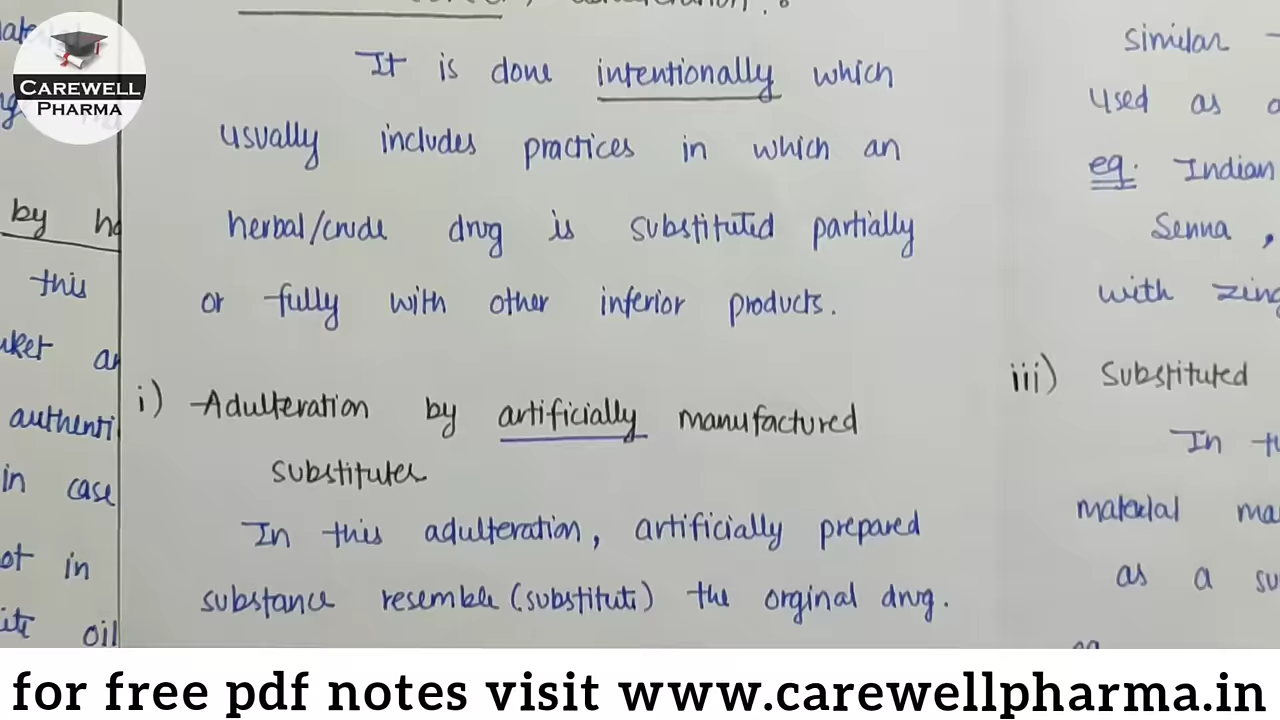 CAREWELL
PHARMA
by
this
authenti
in case
in
oil
It is done intentionally which
usually includes practices in which an
herbal/crude drug is substituted partially
or fully with other inferior products.
i) Adulteration by artificially manufactured
substitutes
In this adulteration, artificially prepared
substance resemble (substitute) the orginal drug.
similar
used as
eg. Indian
Senna,
with
iii) Substituted
In
material
as a
for free pdf notes visit www.carewellpharma.in